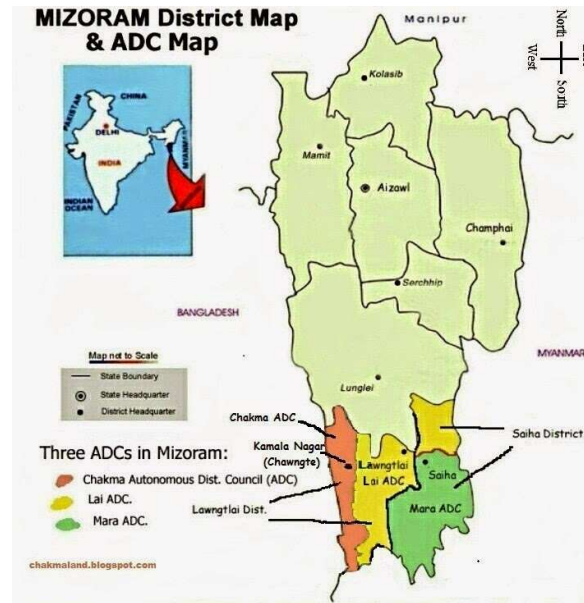 MIZORAM District Map
& ADC Map
Manipur
North
West
South
Kolasib
PAKISTAN
CHINA
DELHI
INDIA
MYANMAR
INDIAN
OCEAN
Mamit
Aizawl
Champhai
Serchhip
BANGLADESH
MYANMAR
Map not to Scale
State Boundary
State Headquarter
District Headquarter
Lunglei
Chakma ADC
Kamala Nagar
(Chawngte)
Lawngtlai
Lai ADC
Saiha District
Saiha
Mara ADC
Three ADCs in Mizoram:
Chakma Autonomous Dist. Council (ADC)
Lai ADC.
Mara ADC.
Lawngtlai Dist.
chakmaland.blogspot.com